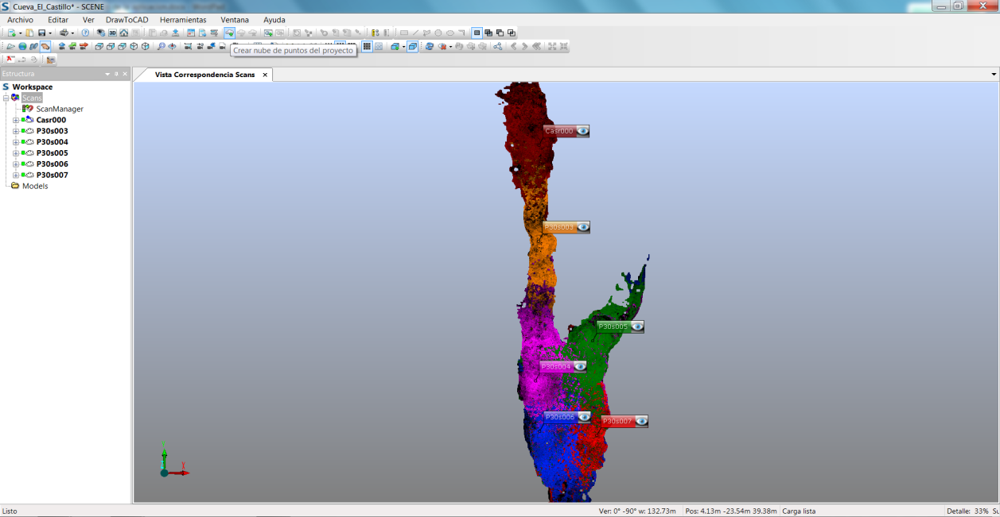 Cueva_El_Castillo* - SCENE
Archivo Editar Ver DrawToCAD Herramientas Ventana Ayuda
Crear nube de puntos del proyecto
Estructura
Vista Correspondencia Scans
Workspace
Scans
ScanManager
Casr000
P30s003
P30s004
P30s005
P30s006
P30s007
Models
Casr000
P30s003
P30s005
P30s004
P30s006
P30s007
Listo
Ver: 0° -90° w: 132.73m Pos: 4.13m -23.54m 39.38m Carga lista Detalle: 33%